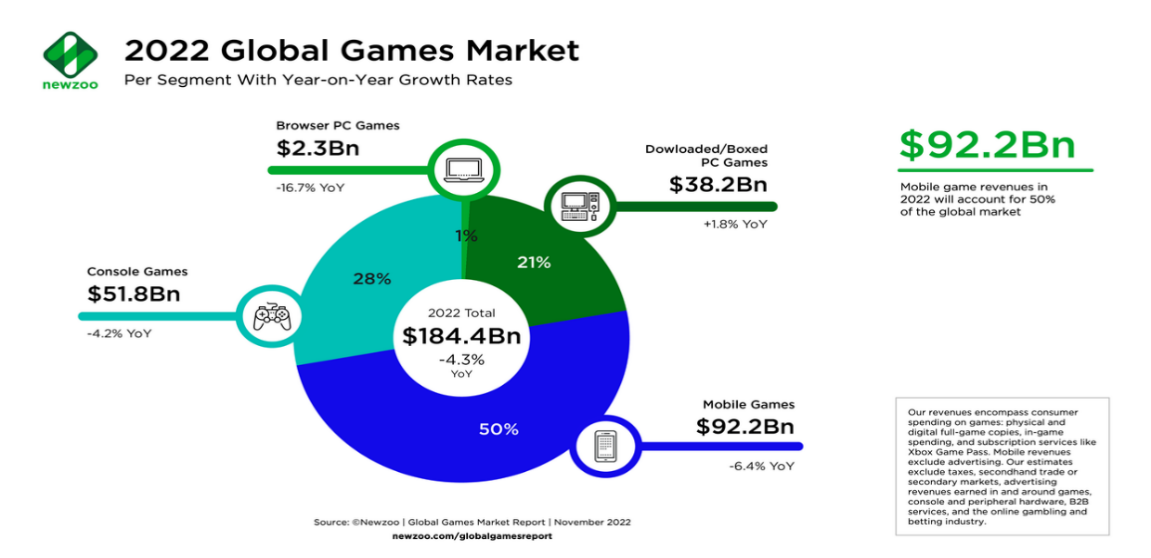 newzoo
2022 Global Games Market
Per Segment With Year-on-Year Growth Rates
Browser PC Games
$2.3Bn
-16.7% YoY
Dowloaded/Boxed
PC Games
$38.2Bn
+1.8% YoY
$92.2Bn
Mobile game revenues in
2022 will account for 50%
of the global market
1%
21%
28%
Console Games
$51.8Bn
-4.2% YoY
2022 Total
$184.4Bn
-4.3%
YoY
50%
Mobile Games
$92.2Bn
-6.4% YoY
Our revenues encompass consumer
spending on games: physical and
digital full-game copies, in-game
spending, and subscription services like
Xbox Game Pass. Mobile revenues
exclude advertising. Our estimates
exclude taxes, secondhand trade or
secondary markets, advertising
revenues earned in and around games,
console and peripheral hardware, B2B
services, and the online gambling and
betting industry.
Source: ©Newzoo | Global Games Market Report | November 2022
newzoo.com/globalgamesreport